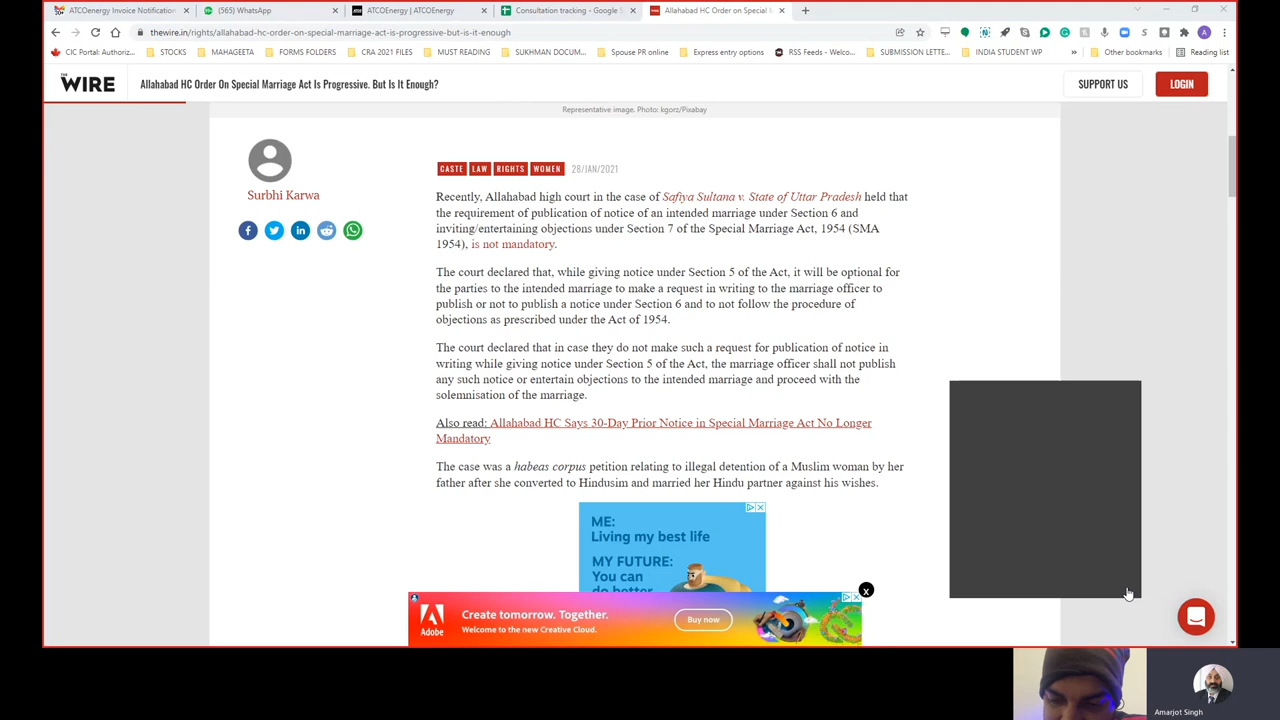 ATCOenergy Invoice Notification
(565) WhatsApp
ATCOEnergy | ATCOEnergy
Consultation tracking - Google S
Allahabad HC Order on Special M
thewire.in/rights/allahabad-hc-order-on-special-marriage-act-is-progressive-but-is-it-enough
CIC Portal: Authoriz...
STOCKS
MAHAGEETA
FORMS FOLDERS
CRA 2021 FILES
MUST READING
SUKHMAN DOCUM...
Spouse PR online
Express entry options
RSS Feeds - Welco...
SUBMISSION LETTE...
INDIA STUDENT WP
»
Other bookmarks
Reading list
THE WIRE
Allahabad HC Order On Special Marriage Act Is Progressive. But Is It Enough?
SUPPORT US
LOGIN
Representative image. Photo: kgorz/Pixabay
Surbhi Karwa
CASTE LAW RIGHTS WOMEN 28/JAN/2021
Recently, Allahabad high court in the case of Safiya Sultana v. State of Uttar Pradesh held that
the requirement of publication of notice of an intended marriage under Section 6 and
inviting/entertaining objections under Section 7 of the Special Marriage Act, 1954 (SMA
1954), is not mandatory.
The court declared that, while giving notice under Section 5 of the Act, it will be optional for
the parties to the intended marriage to make a request in writing to the marriage officer to
publish or not to publish a notice under Section 6 and to not follow the procedure of
objections as prescribed under the Act of 1954.
The court declared that in case they do not make such a request for publication of notice in
writing while giving notice under Section 5 of the Act, the marriage officer shall not publish
any such notice or entertain objections to the intended marriage and proceed with the
solemnisation of the marriage.
Also read: Allahabad HC Says 30-Day Prior Notice in Special Marriage Act No Longer
Mandatory
The case was a habeas corpus petition relating to illegal detention of a Muslim woman by her
father after she converted to Hindusim and married her Hindu partner against his wishes.
ME:
Living my best life
MY FUTURE:
You can
do better
x
Adobe
Create tomorrow. Together.
Welcome to the new Creative Cloud.
Buy now
Amarjot Singh